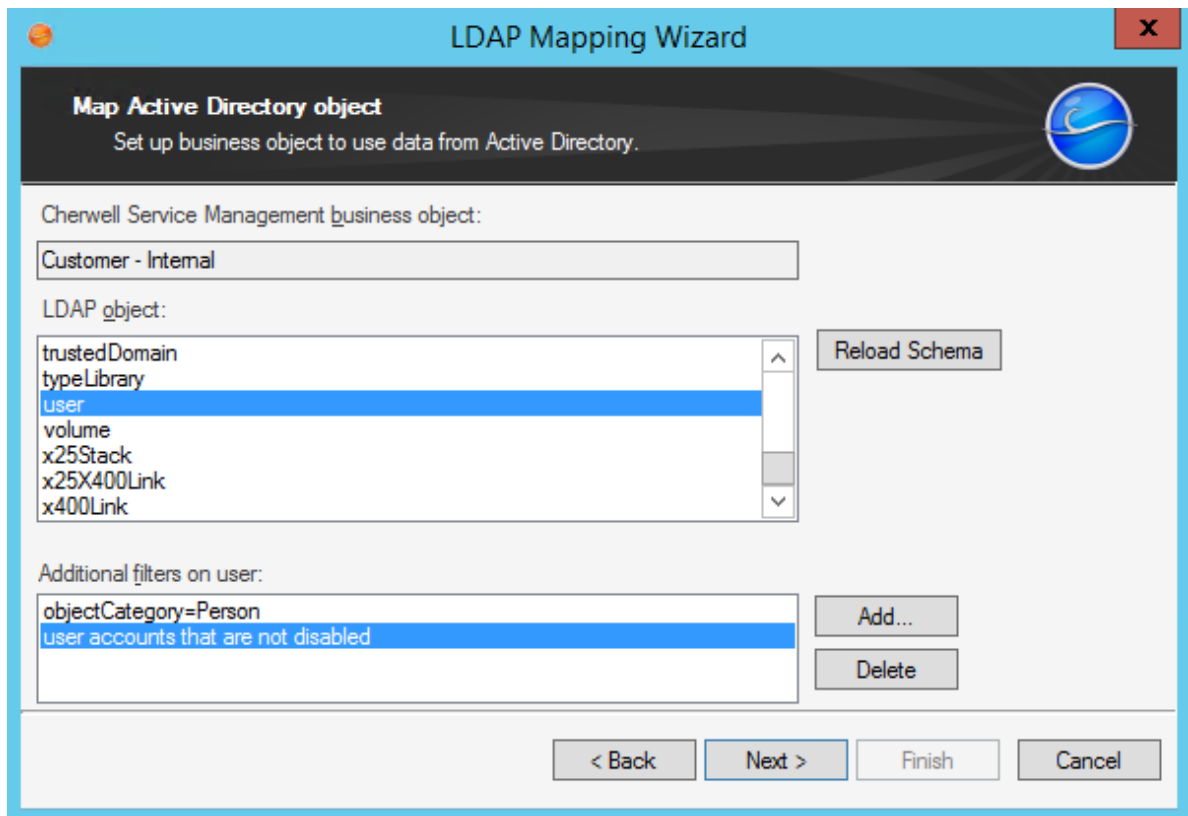 LDAP Mapping Wizard
x
Map Active Directory object
Set up business object to use data from Active Directory.
Cherwell Service Management business object:
Customer - Internal
LDAP object:
trustedDomain
typeLibrary
user
volume
x25Stack
x25X400Link
x400Link
Reload Schema
Additional filters on user:
objectCategory=Person
user accounts that are not disabled
Add...
Delete
< Back
Next >
Finish
Cancel